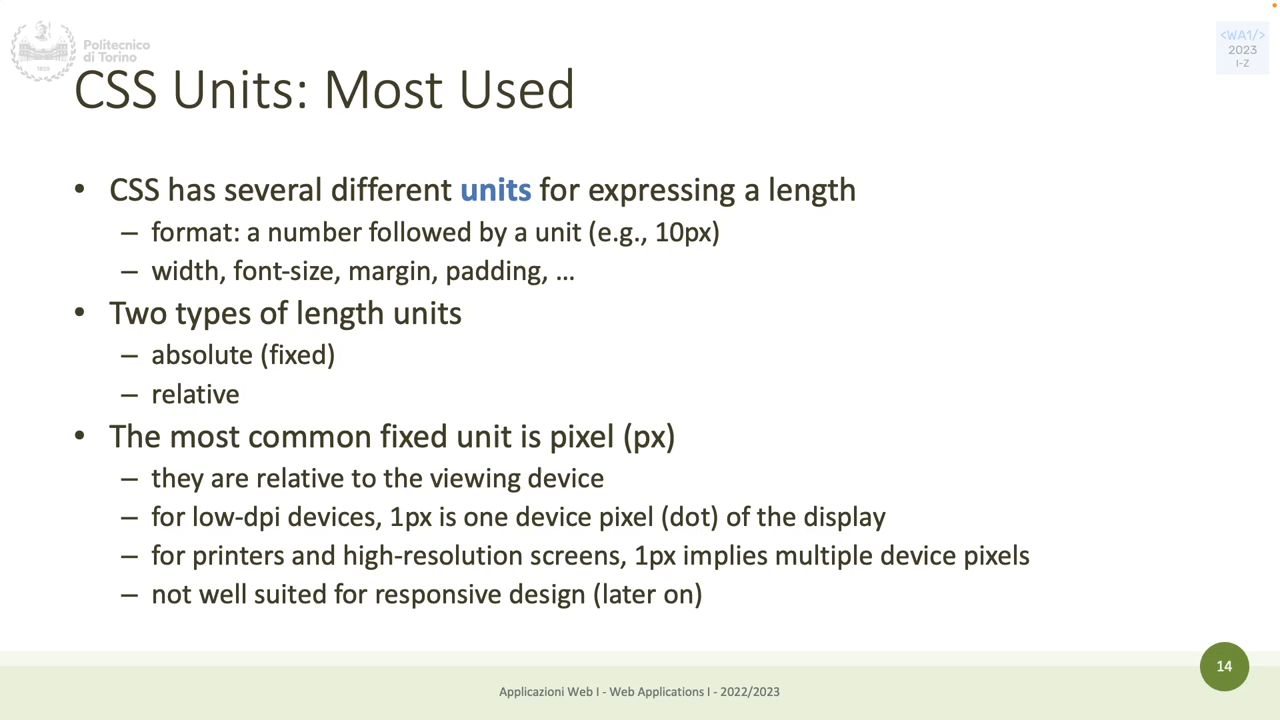 Politecnico
di Torino
1859
<WA1/>
2023
I-Z
CSS Units: Most Used
• CSS has several different units for expressing a length
– format: a number followed by a unit (e.g., 10px)
– width, font-size, margin, padding, …
• Two types of length units
– absolute (fixed)
– relative
• The most common fixed unit is pixel (px)
– they are relative to the viewing device
– for low-dpi devices, 1px is one device pixel (dot) of the display
– for printers and high-resolution screens, 1px implies multiple device pixels
– not well suited for responsive design (later on)
14
Applicazioni Web I - Web Applications I - 2022/2023